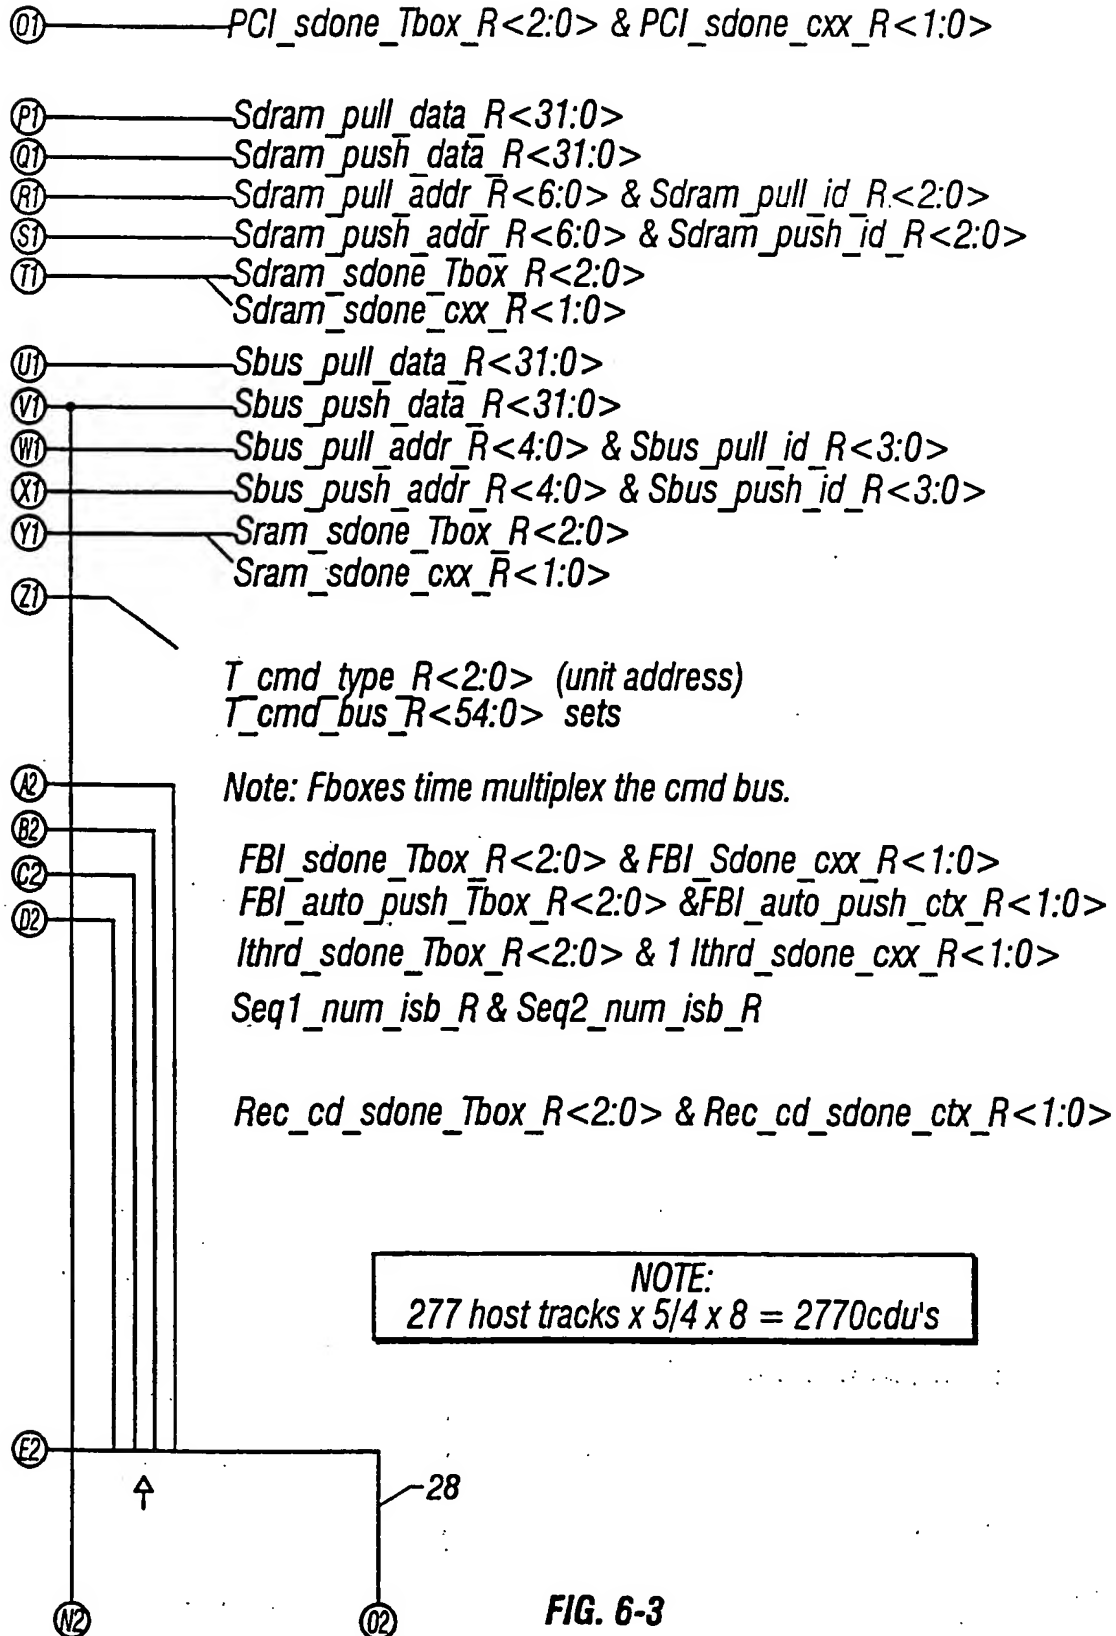 O1 PCI_sdone_Tbox_R<2:0> & PCI_sdone_cxx_R<1:0>
P1 Sdram_pull_data_R<31:0>
Q1 Sdram_push_data_R<31:0>
R1 Sdram_pull_addr_R<6:0> & Sdram_pull_id_R<2:0>
S1 Sdram_push_addr_R<6:0> & Sdram_push_id_R<2:0>
T1 Sdram_sdone_Tbox_R<2:0>
Sdram_sdone_cxx_R<1:0>
U1 Sbus_pull_data_R<31:0>
V1 Sbus_push_data_R<31:0>
W1 Sbus_pull_addr_R<4:0> & Sbus_pull_id_R<3:0>
X1 Sbus_push_addr_R<4:0> & Sbus_push_id_R<3:0>
Y1 Sram_sdone_Tbox_R<2:0>
Sram_sdone_cxx_R<1:0>
Z1
T_cmd_type_R<2:0> (unit address)
T_cmd_bus_R<54:0> sets
A2 Note: Fboxes time multiplex the cmd bus.
B2
FBI_sdone_Tbox_R<2:0> & FBI_Sdone_cxx_R<1:0>
C2
FBI_auto_push_Tbox_R<2:0> &FBI_auto_push_ctx_R<1:0>
D2
Ithrd_sdone_Tbox_R<2:0> & 1 Ithrd_sdone_cxx_R<1:0>
Seq1_num_isb_R & Seq2_num_isb_R
Rec_cd_sdone_Tbox_R<2:0> & Rec_cd_sdone_ctx_R<1:0>
NOTE:
277 host tracks x 5/4 x 8 = 2770cdu's
E2
28
N2 O2 FIG. 6-3